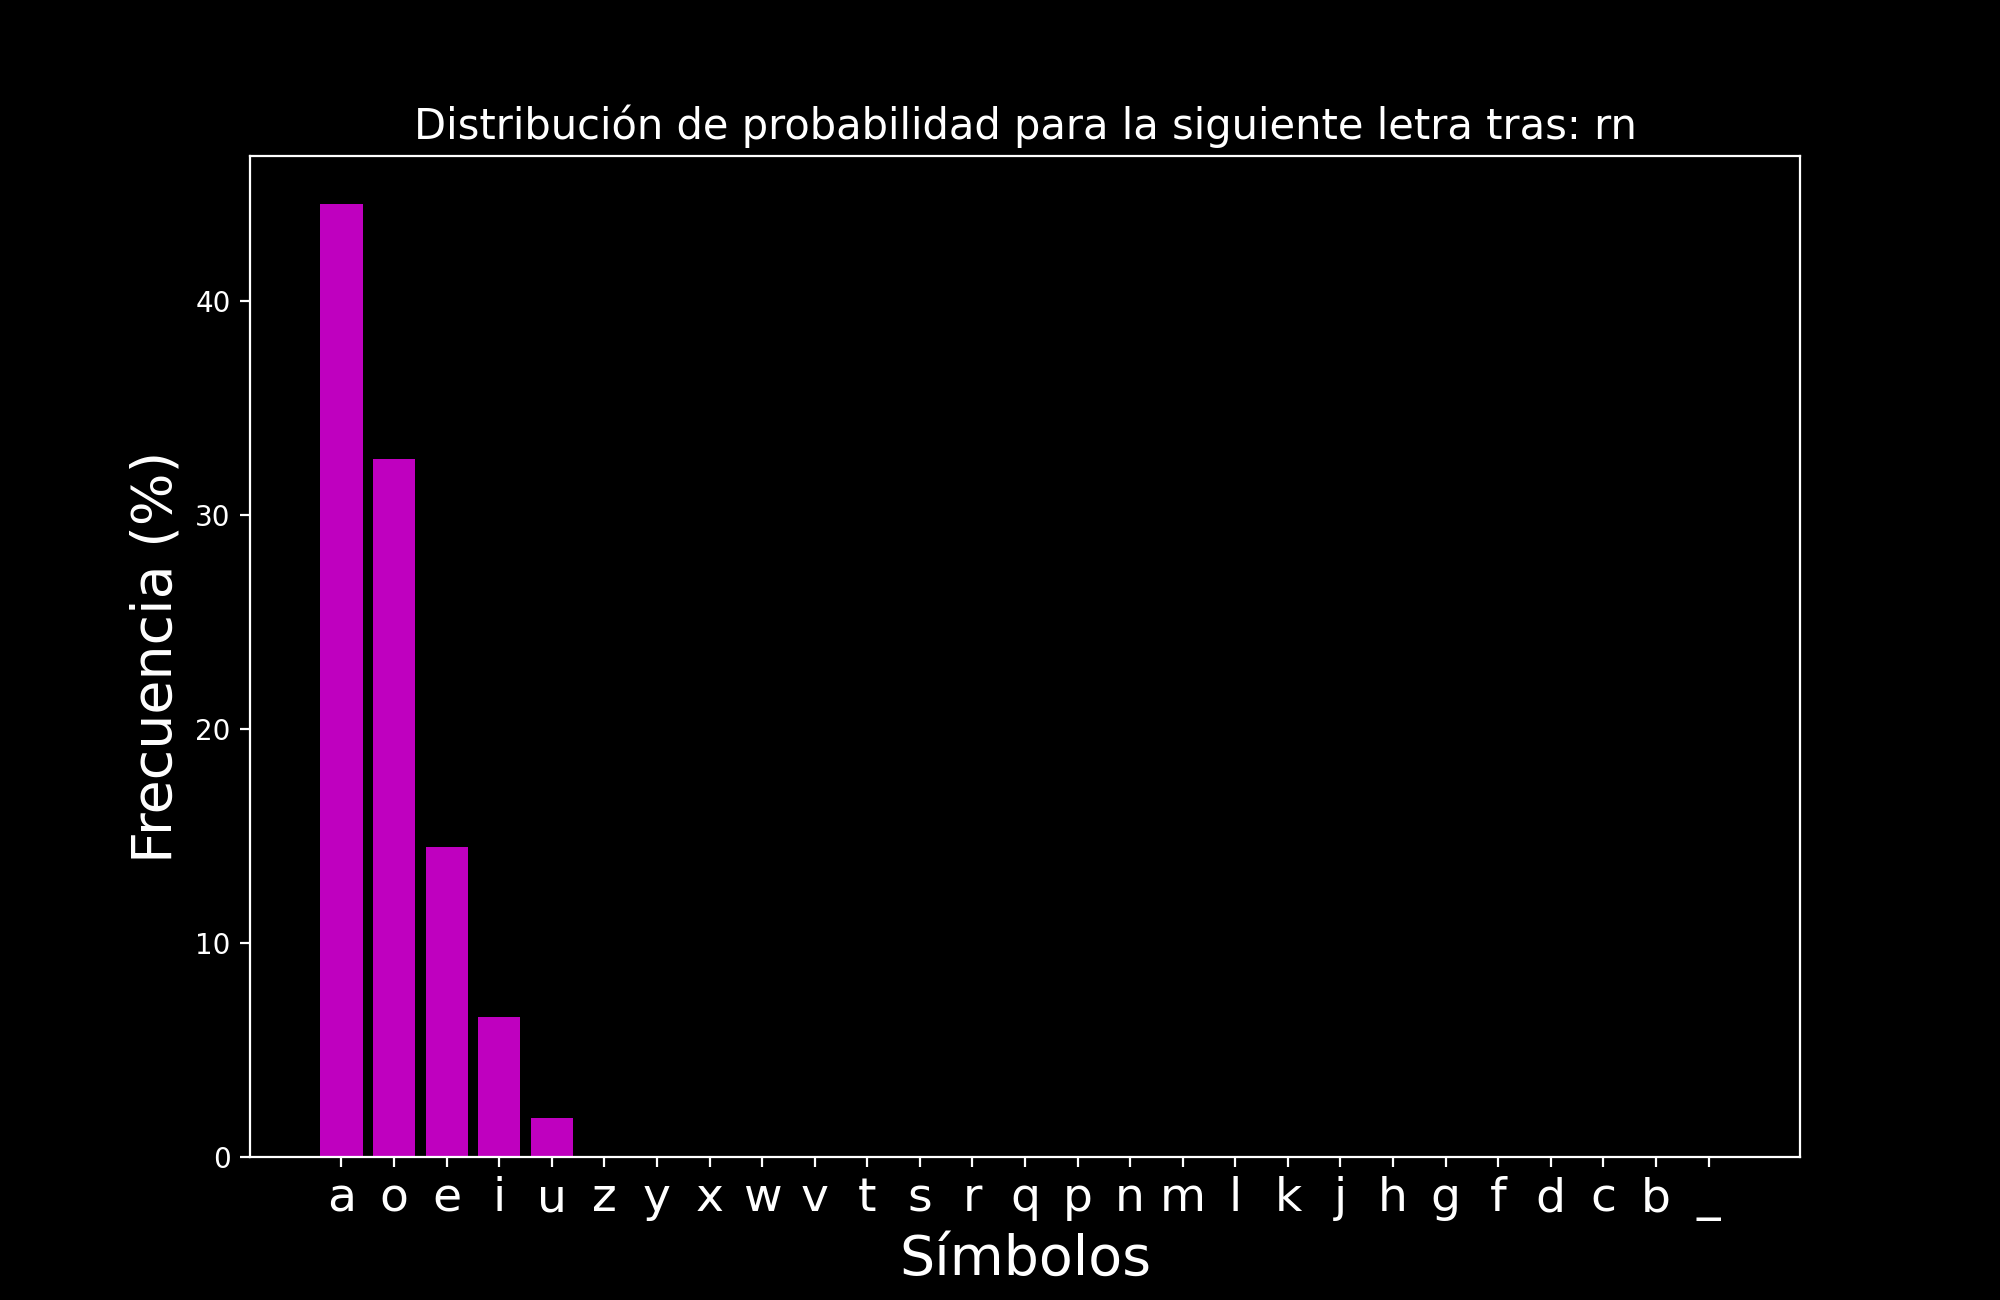 Distribución de probabilidad para la siguiente letra tras: rn
Frecuencia (%)
40
30
20
10
0
a o e i u z y x w v t s r q p n m l k j h g f d c b _
Símbolos